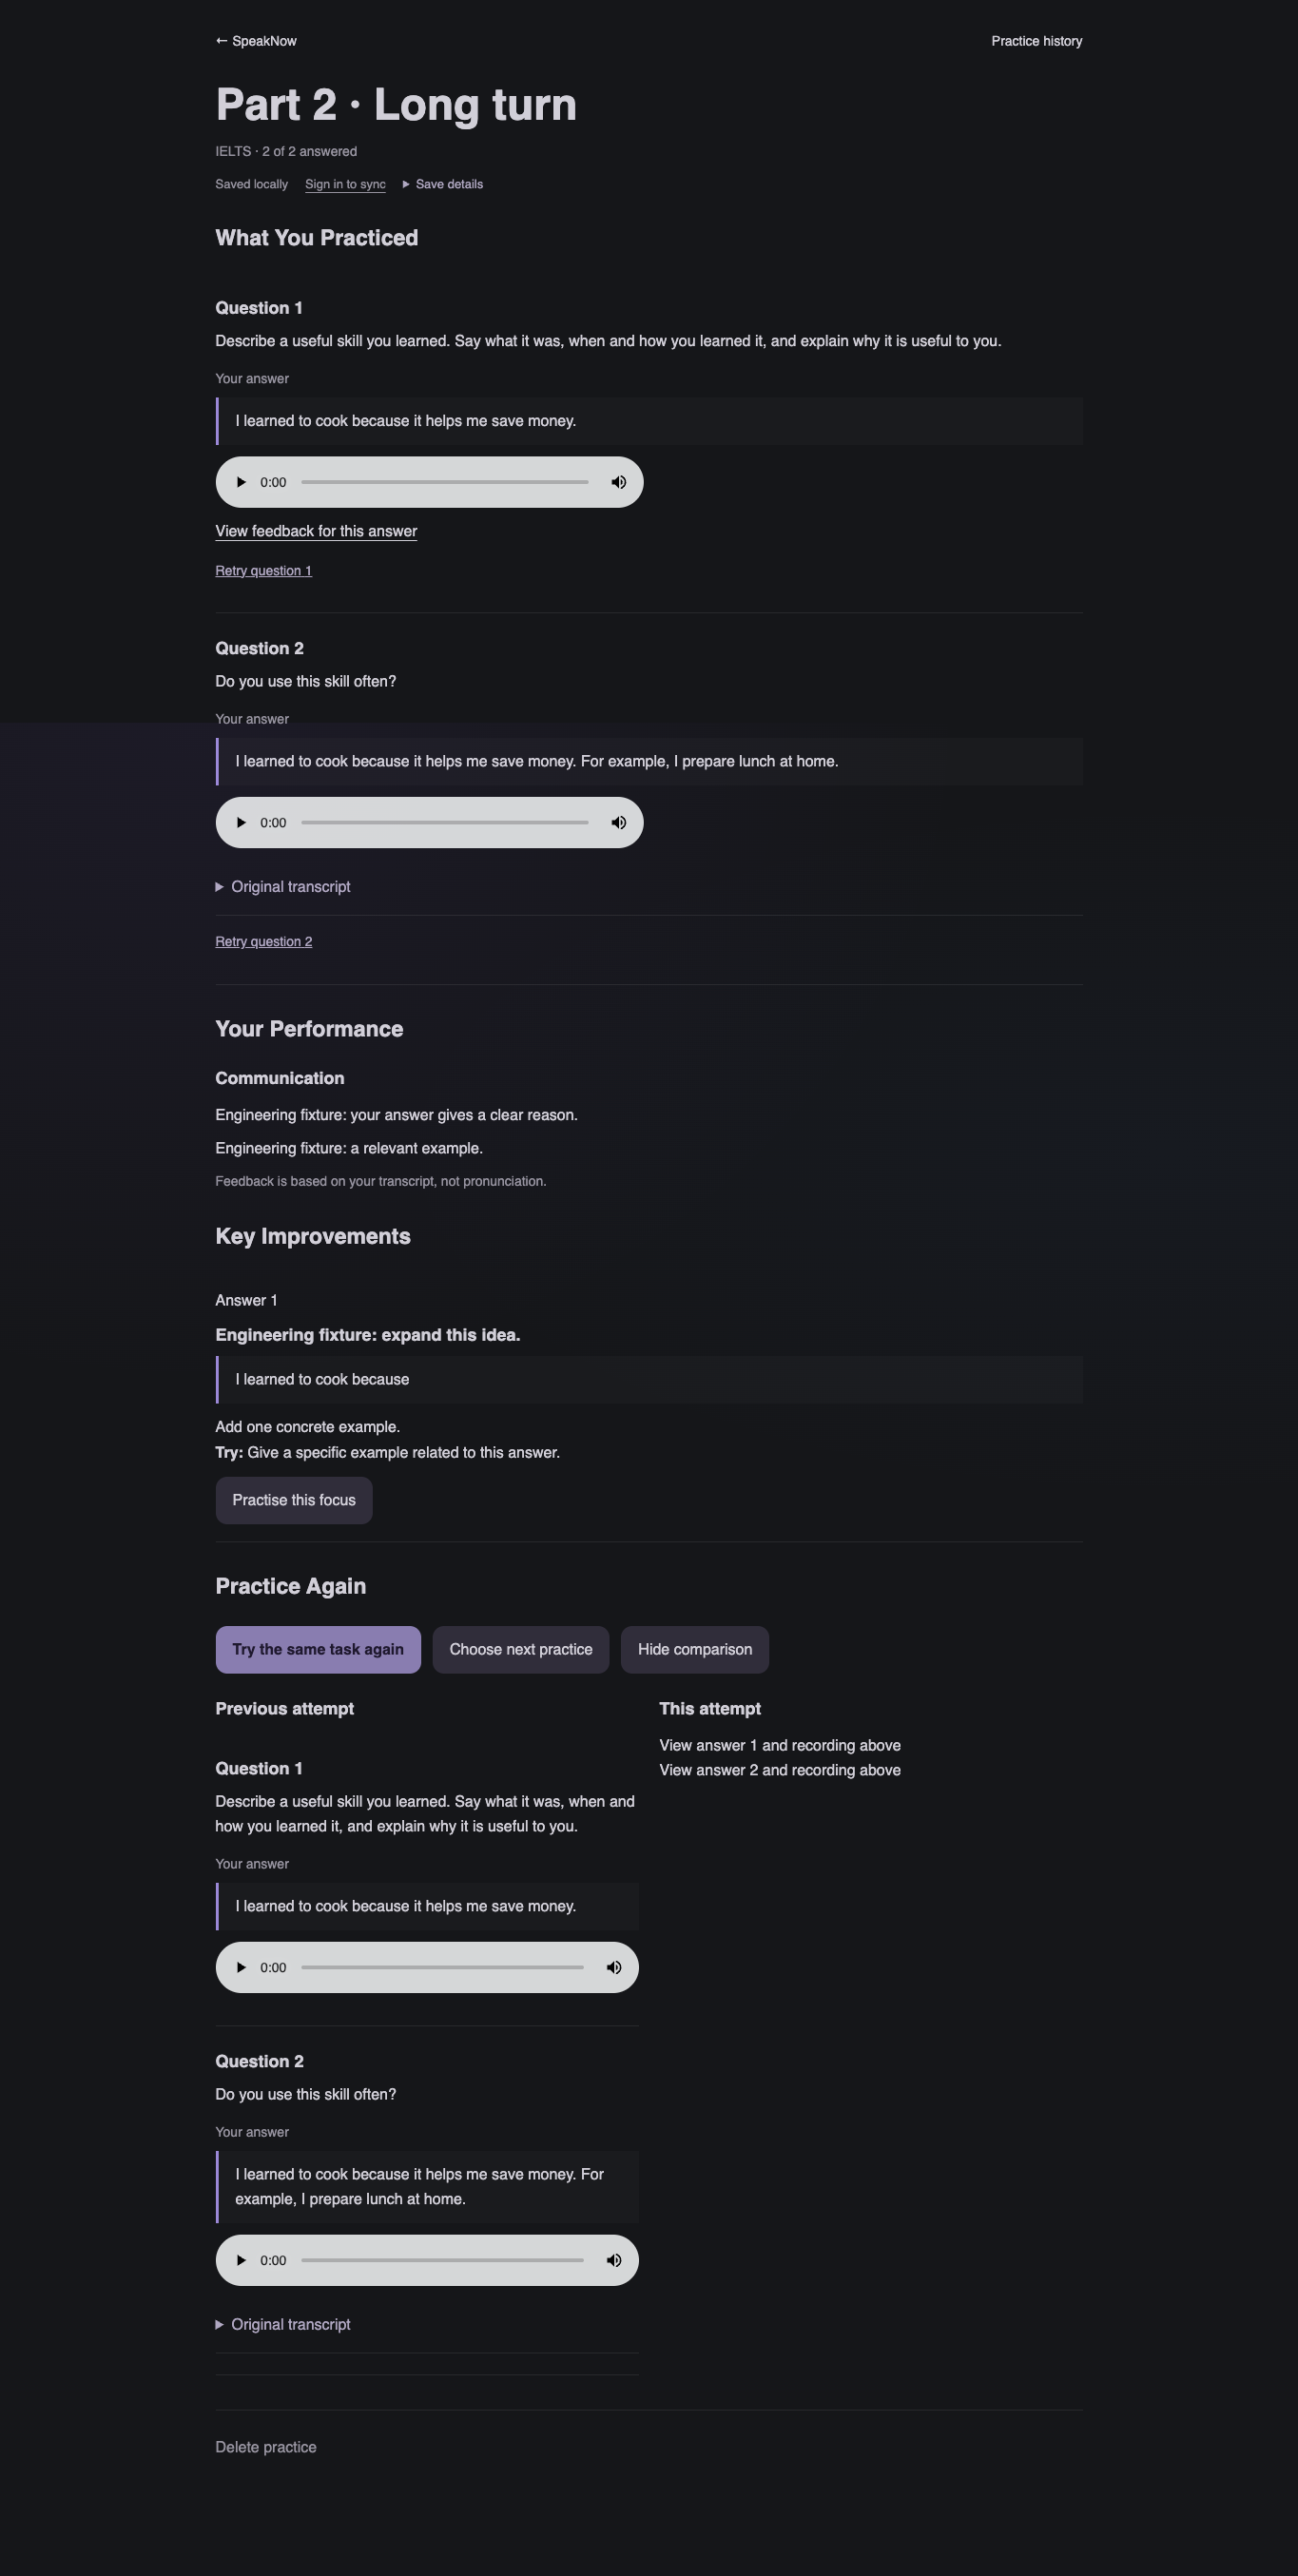 ← SpeakNow
Practice history
Part 2 · Long turn
IELTS · 2 of 2 answered
Saved locally Sign in to sync ▶ Save details
What You Practiced
Question 1
Describe a useful skill you learned. Say what it was, when and how you learned it, and explain why it is useful to you.
Your answer
I learned to cook because it helps me save money.
0:00
View feedback for this answer
Retry question 1
Question 2
Do you use this skill often?
Your answer
I learned to cook because it helps me save money. For example, I prepare lunch at home.
0:00
▶ Original transcript
Retry question 2
Your Performance
Communication
Engineering fixture: your answer gives a clear reason.
Engineering fixture: a relevant example.
Feedback is based on your transcript, not pronunciation.
Key Improvements
Answer 1
Engineering fixture: expand this idea.
I learned to cook because
Add one concrete example.
Try: Give a specific example related to this answer.
Practise this focus
Practice Again
Try the same task again
Choose next practice
Hide comparison
Previous attempt
Question 1
Describe a useful skill you learned. Say what it was, when and
how you learned it, and explain why it is useful to you.
Your answer
I learned to cook because it helps me save money.
0:00
Question 2
Do you use this skill often?
Your answer
I learned to cook because it helps me save money. For
example, I prepare lunch at home.
0:00
▶ Original transcript
This attempt
View answer 1 and recording above
View answer 2 and recording above
Delete practice